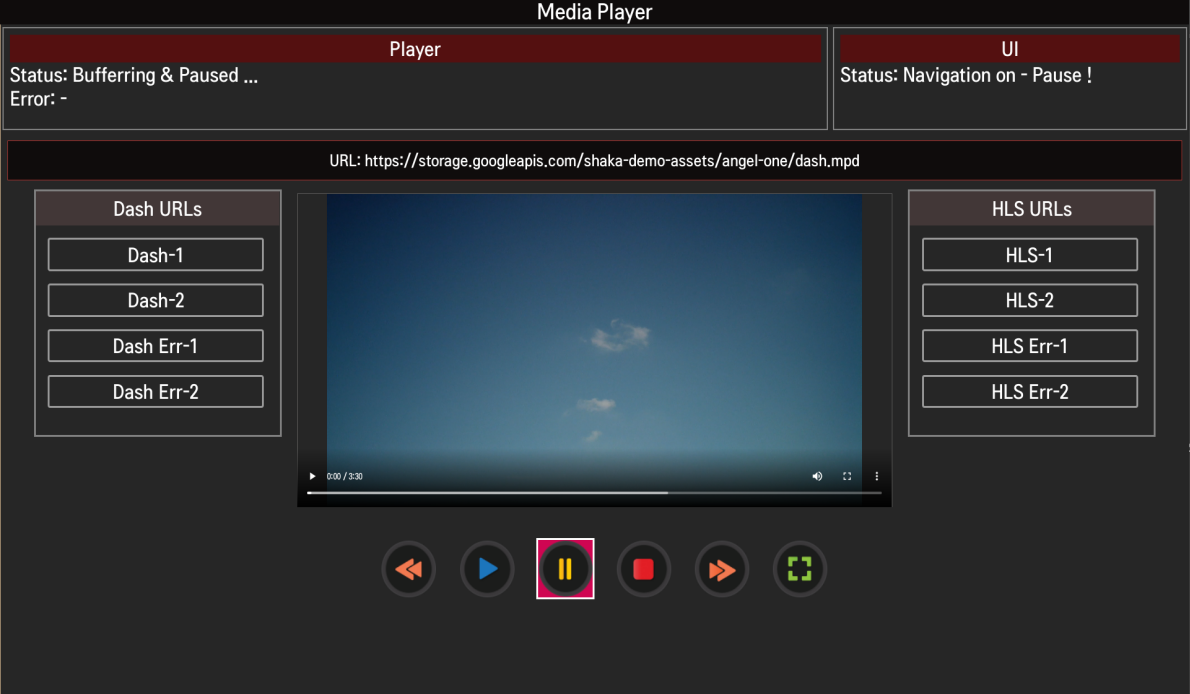 Media Player
Player
Status: Bufferring & Paused ...
Error: -
UI
Status: Navigation on - Pause !
URL: https://storage.googleapis.com/shaka-demo-assets/angel-one/dash.mpd
Dash URLs
Dash-1
Dash-2
Dash Err-1
Dash Err-2
0:00 / 3:30
HLS URLs
HLS-1
HLS-2
HLS Err-1
HLS Err-2